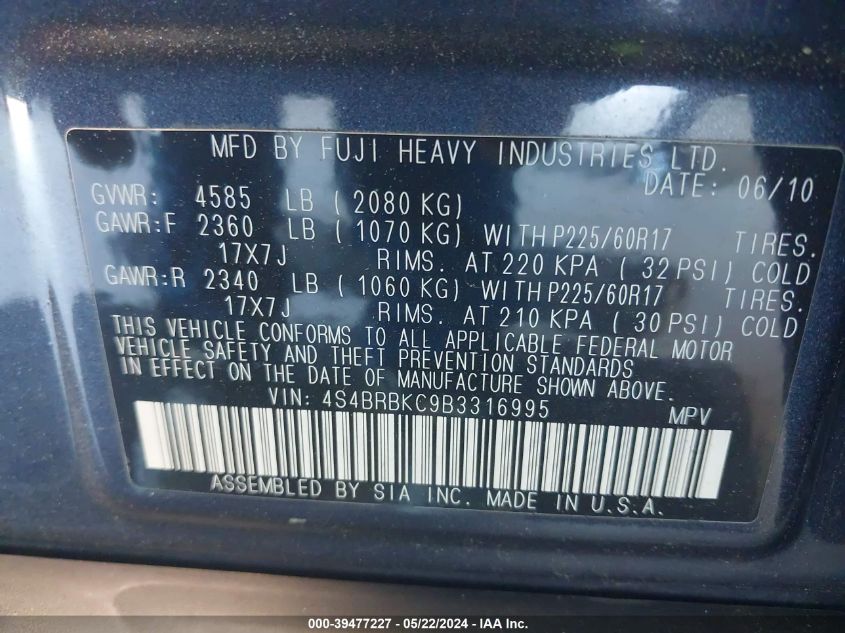 MFD BY FUJI HEAVY INDUSTRIES LTD.
DATE: 06/10
GVWR: 4585 LB ( 2080 KG)
GAWR:F 2360 LB ( 1070 KG) WITH P225/60R17 TIRES.
17X7J RIMS. AT 220 KPA ( 32 PSI) COLD
GAWR:R 2340 LB ( 1060 KG) WITH P225/60R17 TIRES.
17X7J RIMS. AT 210 KPA ( 30 PSI) COLD
THIS VEHICLE CONFORMS TO ALL APPLICABLE FEDERAL MOTOR
VEHICLE SAFETY AND THEFT PREVENTION STANDARDS
IN EFFECT ON THE DATE OF MANUFACTURE SHOWN ABOVE.
VIN: 4S4BRBKC9B3316995 MPV
ASSEMBLED BY SIA INC. MADE IN U.S.A.
000-39477227 - 05/22/2024 - IAA Inc.